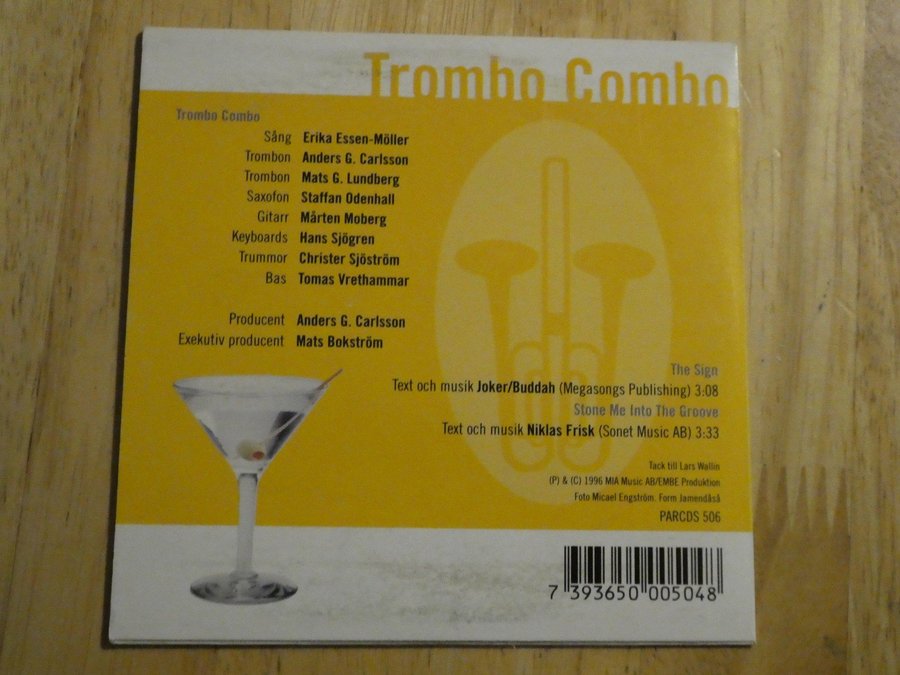 Trombo Combo
Trombo Combo
Sång Erika Essen-Möller
Trombon Anders G. Carlsson
Trombon Mats G. Lundberg
Saxofon Staffan Odenhall
Gitarr Mårten Moberg
Keyboards Hans Sjögren
Trummor Christer Sjöström
Bas Tomas Vrethammar
Producent Anders G. Carlsson
Exekutiv producent Mats Bokström
The Sign
Text och musik Joker/Buddah (Megasongs Publishing) 3:08
Stone Me Into The Groove
Text och musik Niklas Frisk (Sonet Music AB) 3:33
Tack till Lars Wallin
(P) & (C) 1996 MIA Music AB/EMBE Produktion
Foto Micael Engström. Form Jamendåså
PARCDS 506
7 393650 005048